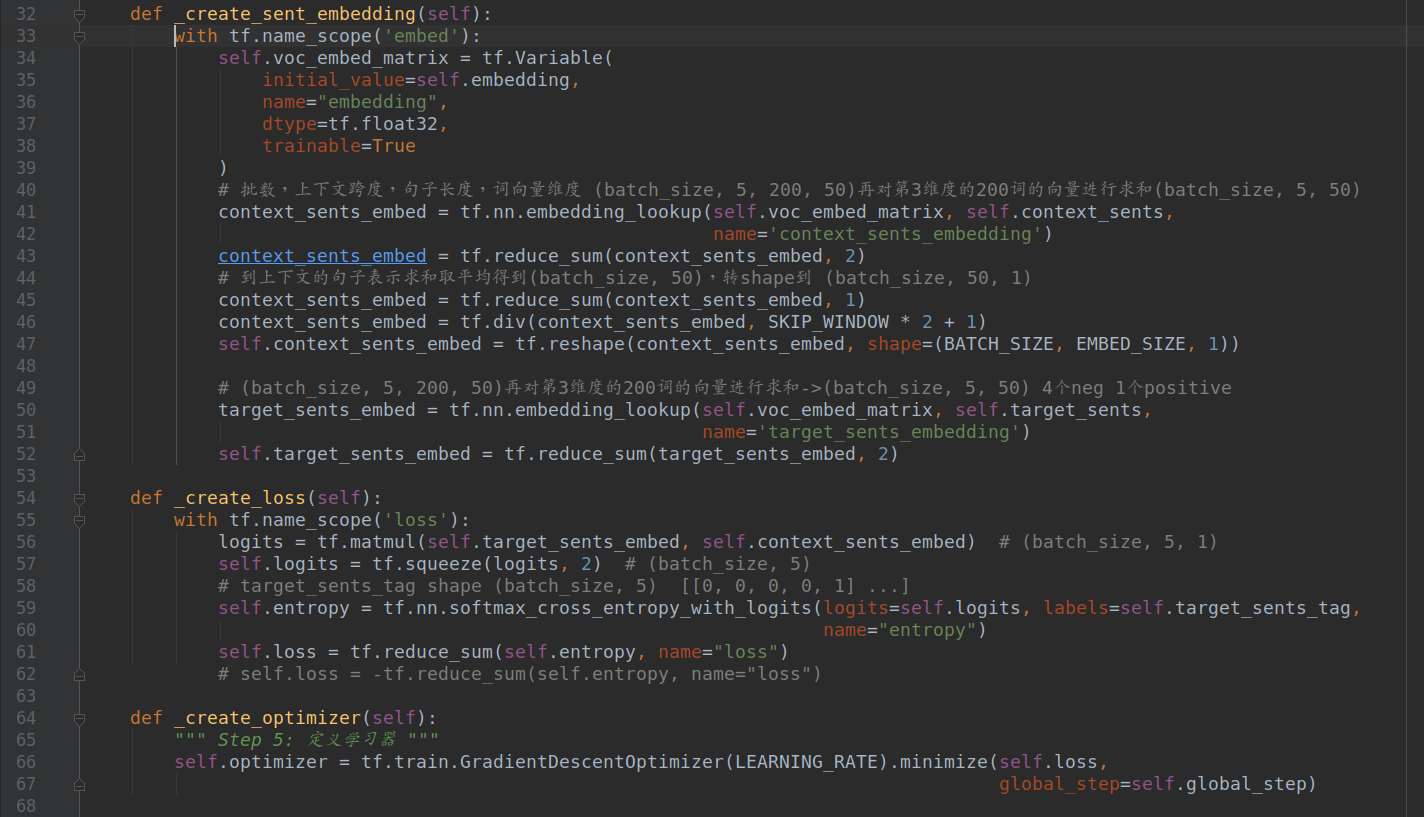 32 def _create_sent_embedding(self):
33 with tf.name_scope('embed'):
34 self.voc_embed_matrix = tf.Variable(
35 initial_value=self.embedding,
36 name="embedding",
37 dtype=tf.float32,
38 trainable=True
39 )
40 # 批数，上下文跨度，句子长度，词向量维度 (batch_size, 5, 200, 50)再对第3维度的200词的向量进行求和(batch_size, 5, 50)
41 context_sents_embed = tf.nn.embedding_lookup(self.voc_embed_matrix, self.context_sents,
42 name='context_sents_embedding')
43 context_sents_embed = tf.reduce_sum(context_sents_embed, 2)
44 # 到上下文的句子表示求和取平均得到(batch_size, 50)，转shape到 (batch_size, 50, 1)
45 context_sents_embed = tf.reduce_sum(context_sents_embed, 1)
46 context_sents_embed = tf.div(context_sents_embed, SKIP_WINDOW * 2 + 1)
47 self.context_sents_embed = tf.reshape(context_sents_embed, shape=(BATCH_SIZE, EMBED_SIZE, 1))
48
49 # (batch_size, 5, 200, 50)再对第3维度的200词的向量进行求和->(batch_size, 5, 50) 4个neg 1个positive
50 target_sents_embed = tf.nn.embedding_lookup(self.voc_embed_matrix, self.target_sents,
51 name='target_sents_embedding')
52 self.target_sents_embed = tf.reduce_sum(target_sents_embed, 2)
53
54 def _create_loss(self):
55 with tf.name_scope('loss'):
56 logits = tf.matmul(self.target_sents_embed, self.context_sents_embed)  # (batch_size, 5, 1)
57 self.logits = tf.squeeze(logits, 2)  # (batch_size, 5)
58 # target_sents_tag shape (batch_size, 5)  [[0, 0, 0, 0, 1] ...]
59 self.entropy = tf.nn.softmax_cross_entropy_with_logits(logits=self.logits, labels=self.target_sents_tag,
60 name="entropy")
61 self.loss = tf.reduce_sum(self.entropy, name="loss")
62 # self.loss = -tf.reduce_sum(self.entropy, name="loss")
63
64 def _create_optimizer(self):
65 """ Step 5: 定义学习器 """
66 self.optimizer = tf.train.GradientDescentOptimizer(LEARNING_RATE).minimize(self.loss,
67 global_step=self.global_step)
68